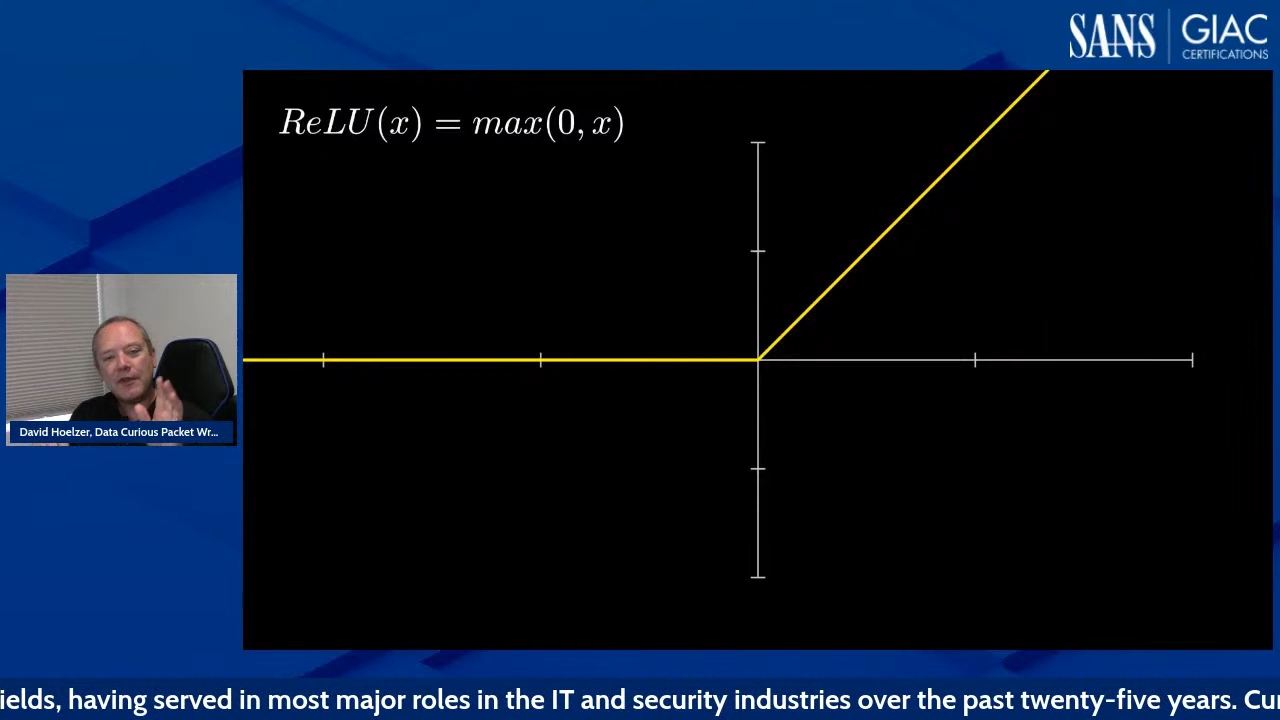 SANS GIAC
CERTIFICATIONS
ReLU(x) = max(0, x)
David Hoelzer, Data Curious Packet Wr...
ields, having served in most major roles in the IT and security industries over the past twenty-five years. Cu